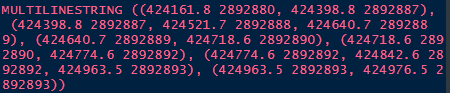 MULTILINESTRING ((424161.8 2892880, 424398.8 2892887),
 (424398.8 2892887, 424521.7 2892888, 424640.7 289288
9), (424640.7 2892889, 424718.6 2892890), (424718.6 289
2890, 424774.6 2892892), (424774.6 2892892, 424842.6 28
92892, 424963.5 2892893), (424963.5 2892893, 424976.5 2
892893))